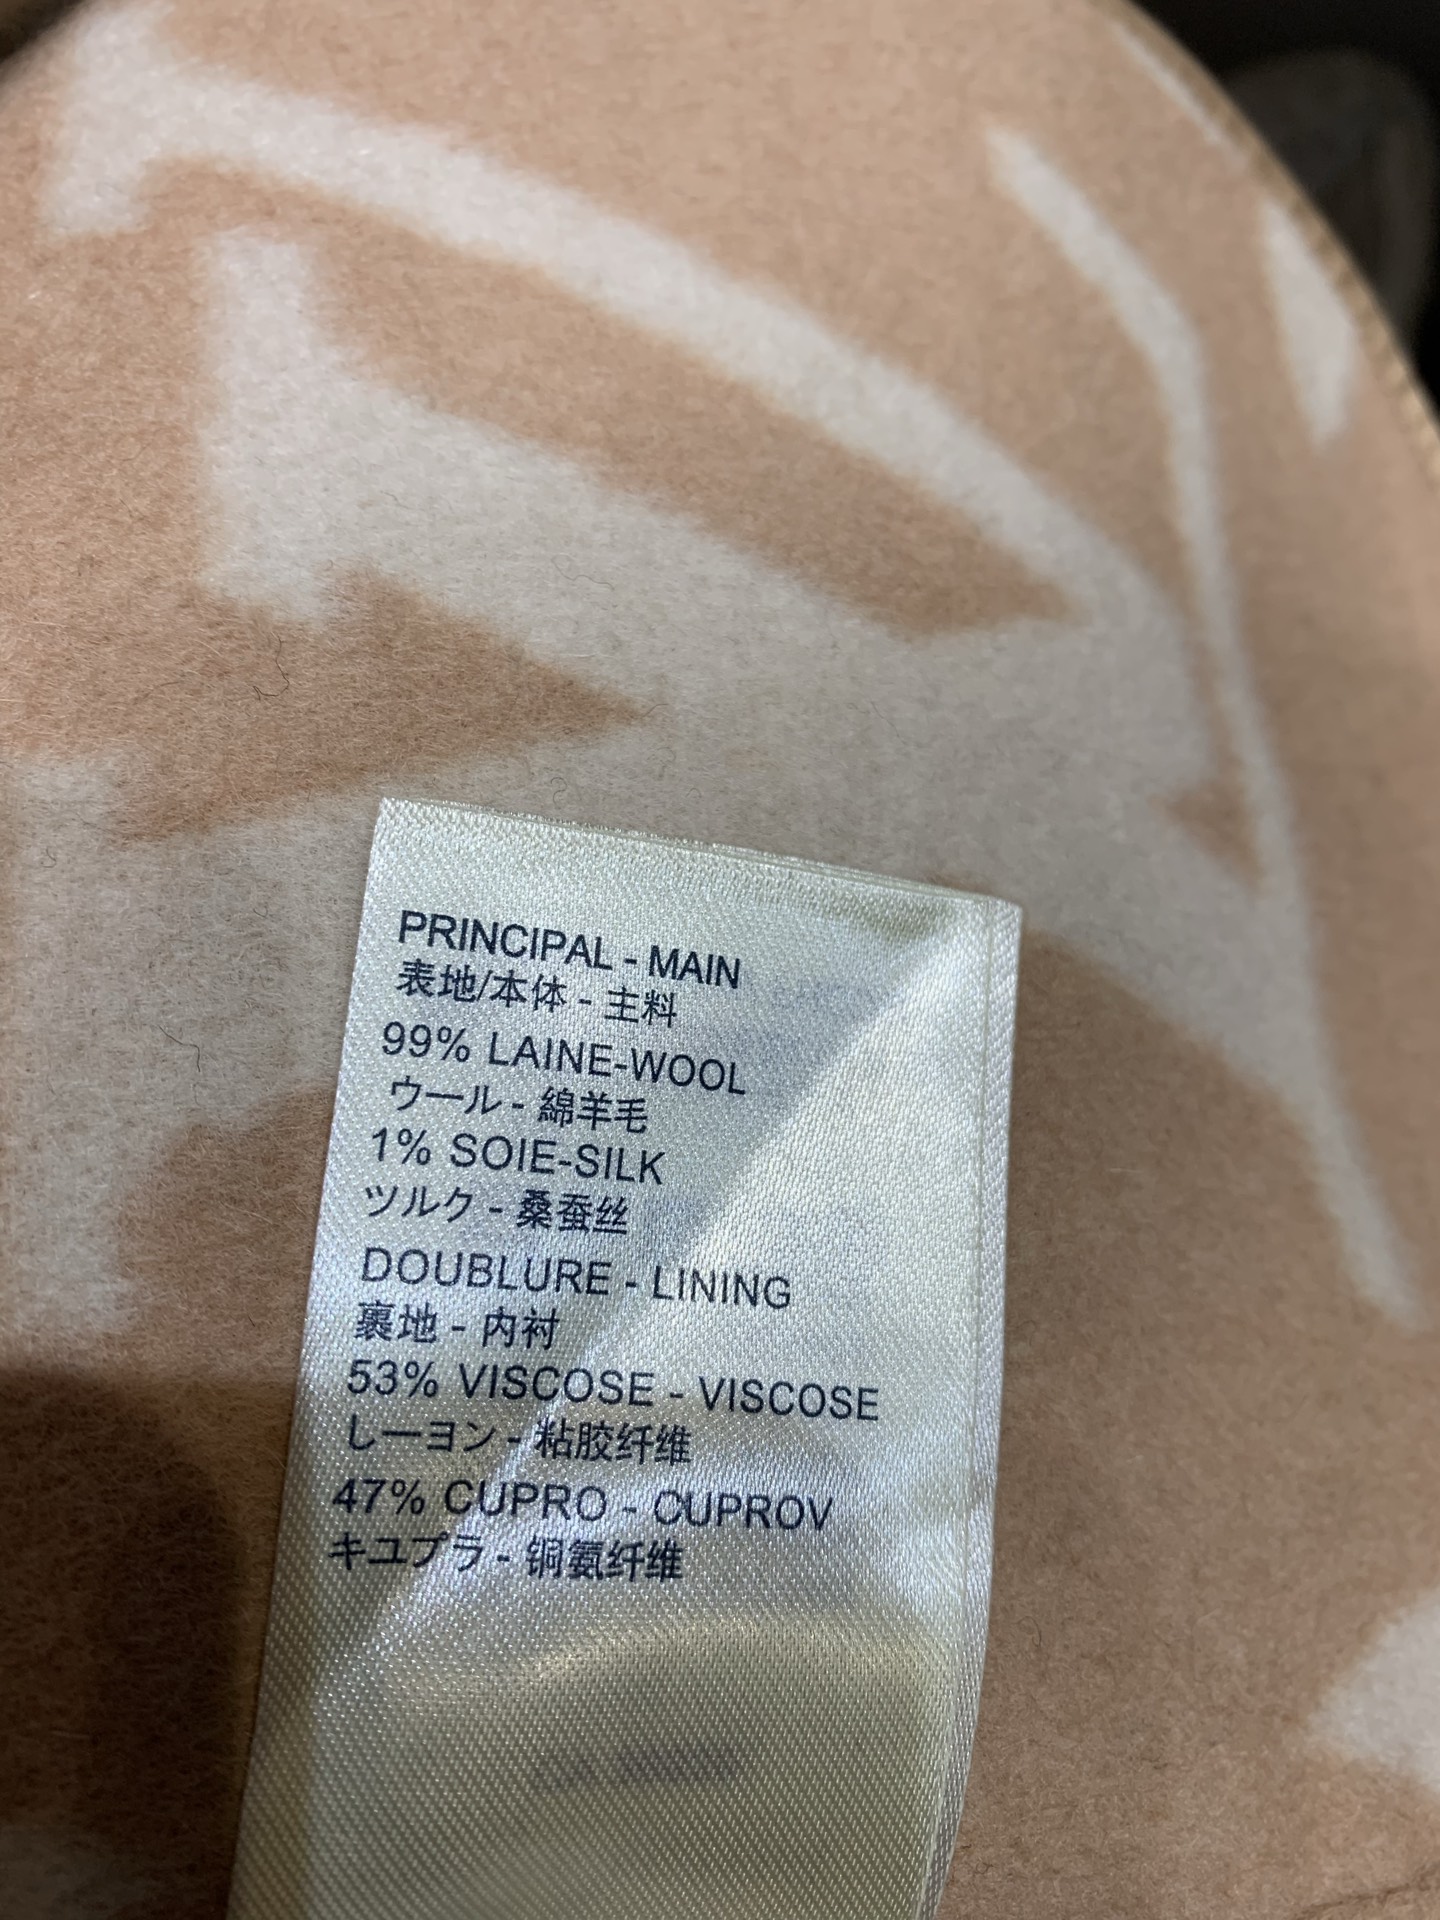 PRINCIPAL - MAIN
表地/本体 - 主料
99% LAINE-WOOL
ウール - 綿羊毛
1% SOIE-SILK
ツルク - 桑蚕丝
DOUBLURE - LINING
裏地 - 内衬
53% VISCOSE - VISCOSE
レーヨン - 粘胶纤维
47% CUPRO - CUPROV
キユプラ - 铜氨纤维